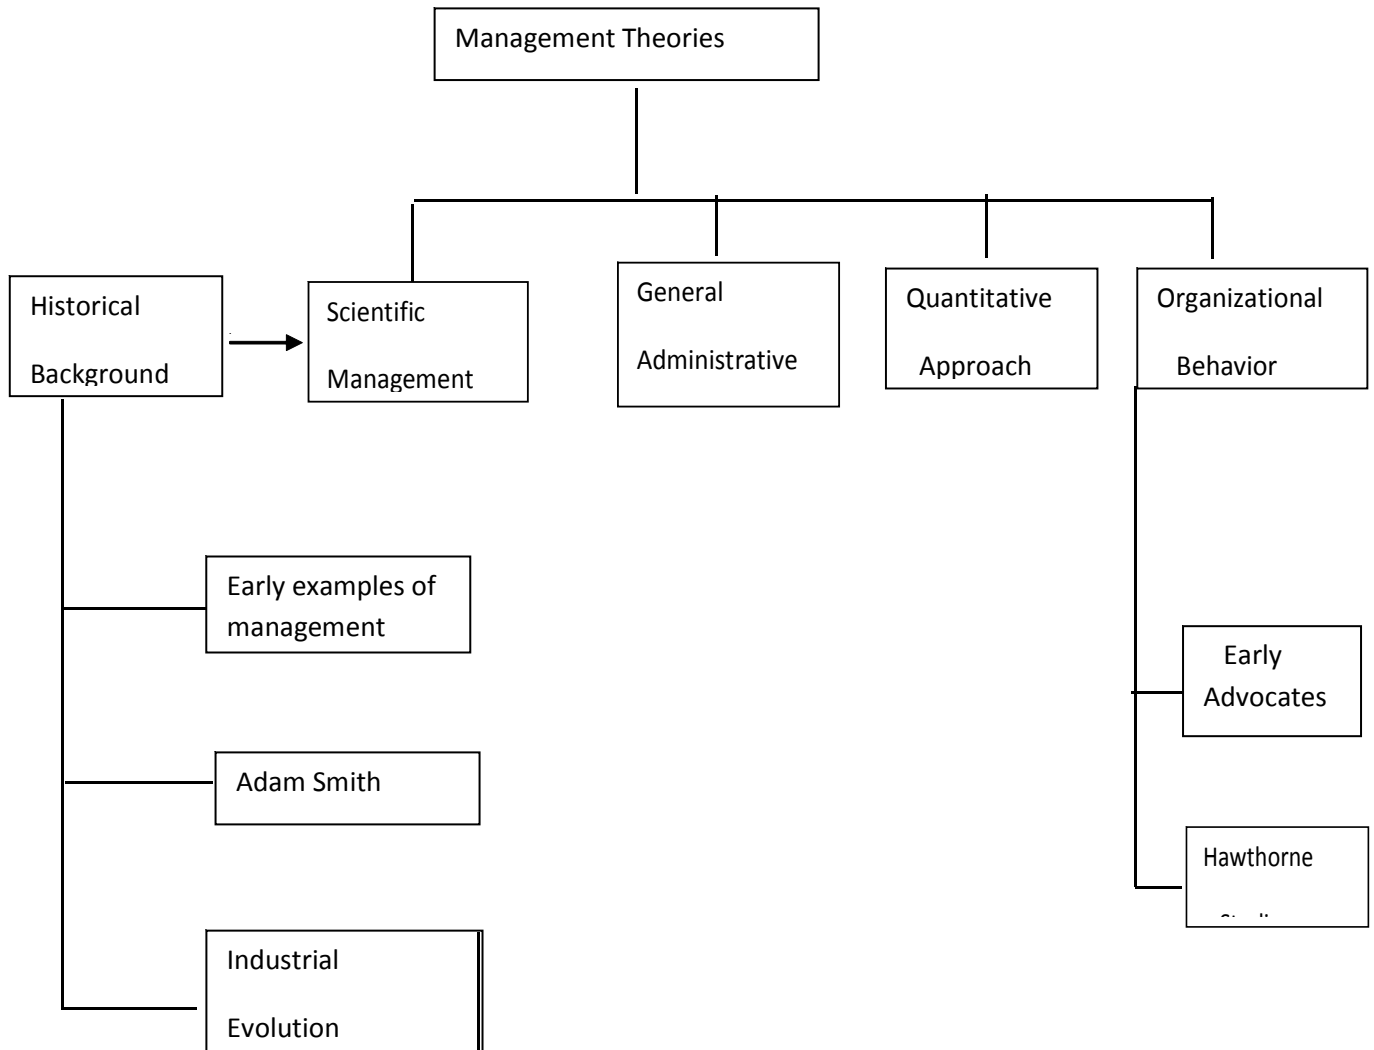 Management Theories
Historical
Background
Scientific
Management
General
Administrative
Quantitative
Approach
Organizational
Behavior
Early examples of
management
Adam Smith
Industrial
Evolution
Early
Advocates
Hawthorne